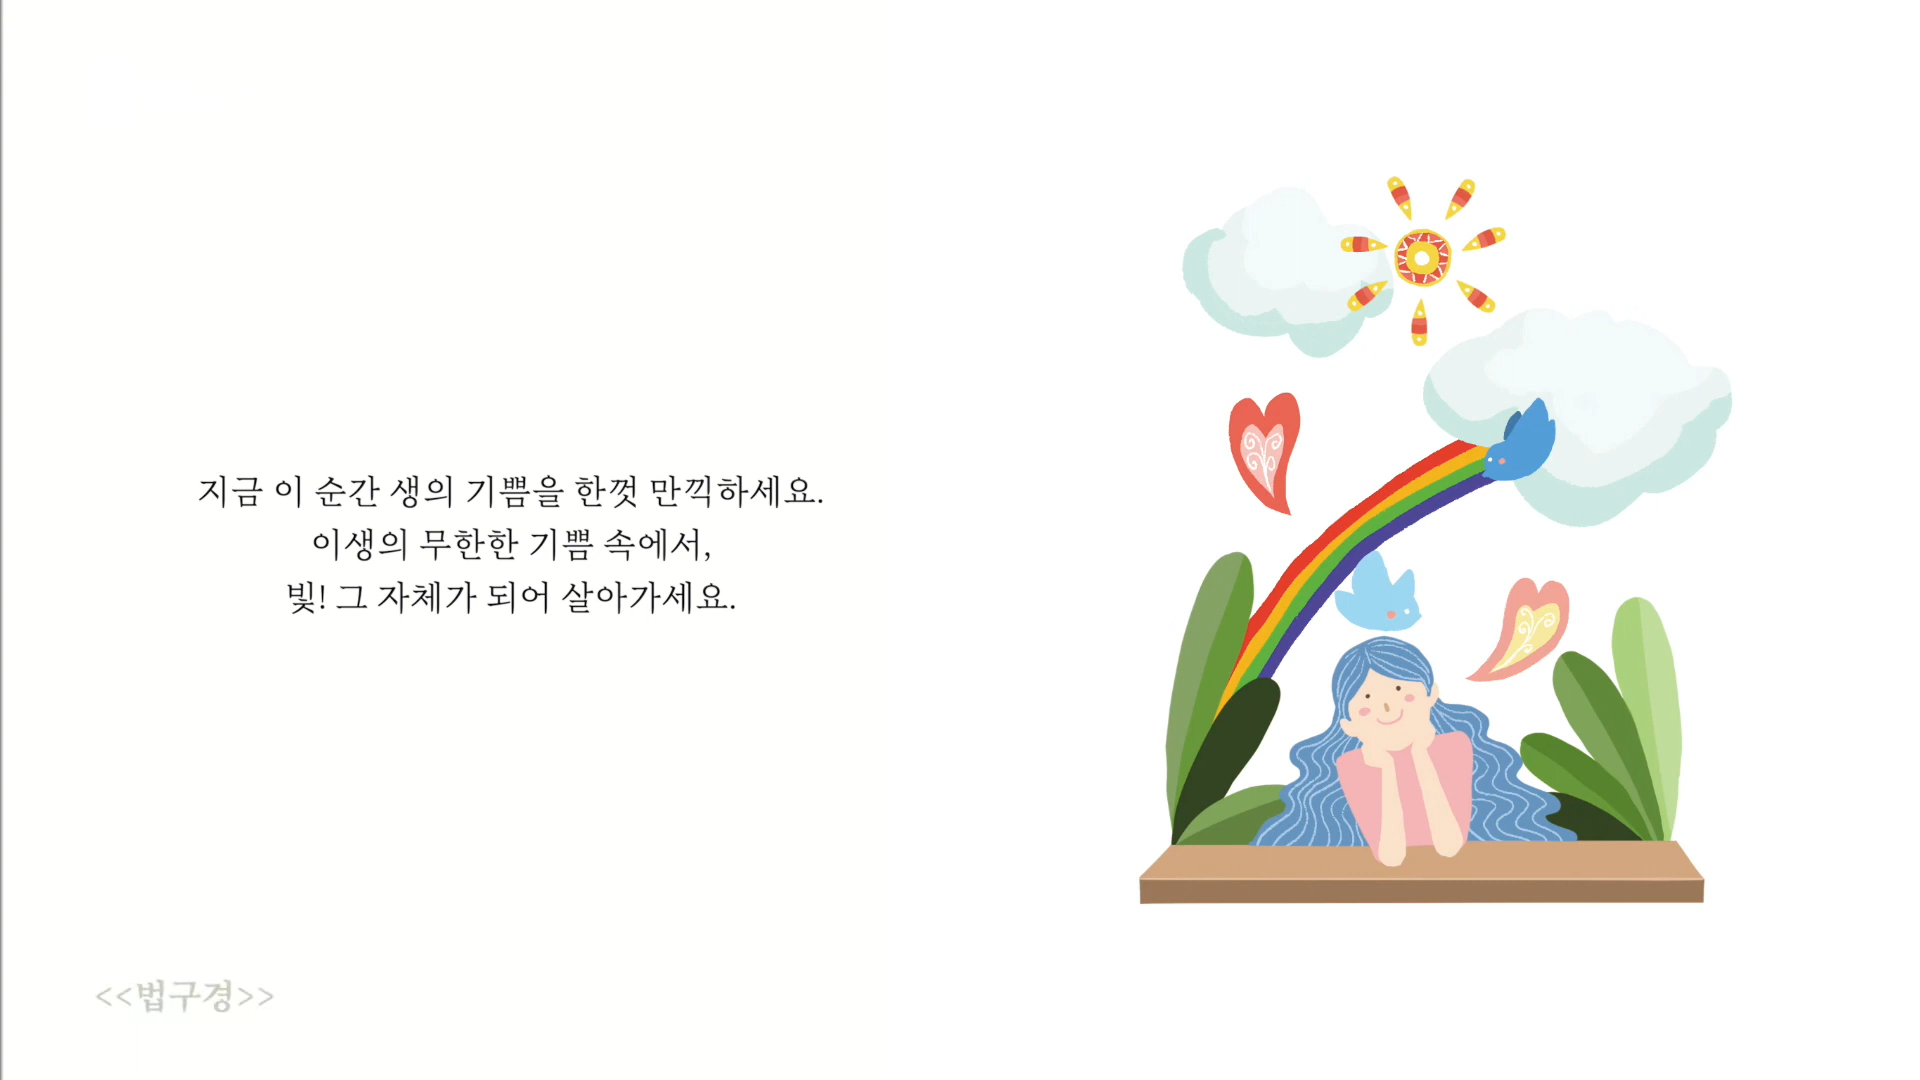 지금 이 순간 생의 기쁨을 한껏 만끽하세요.
이생의 무한한 기쁨 속에서,
빛! 그 자체가 되어 살아가세요.
<<법구경>>